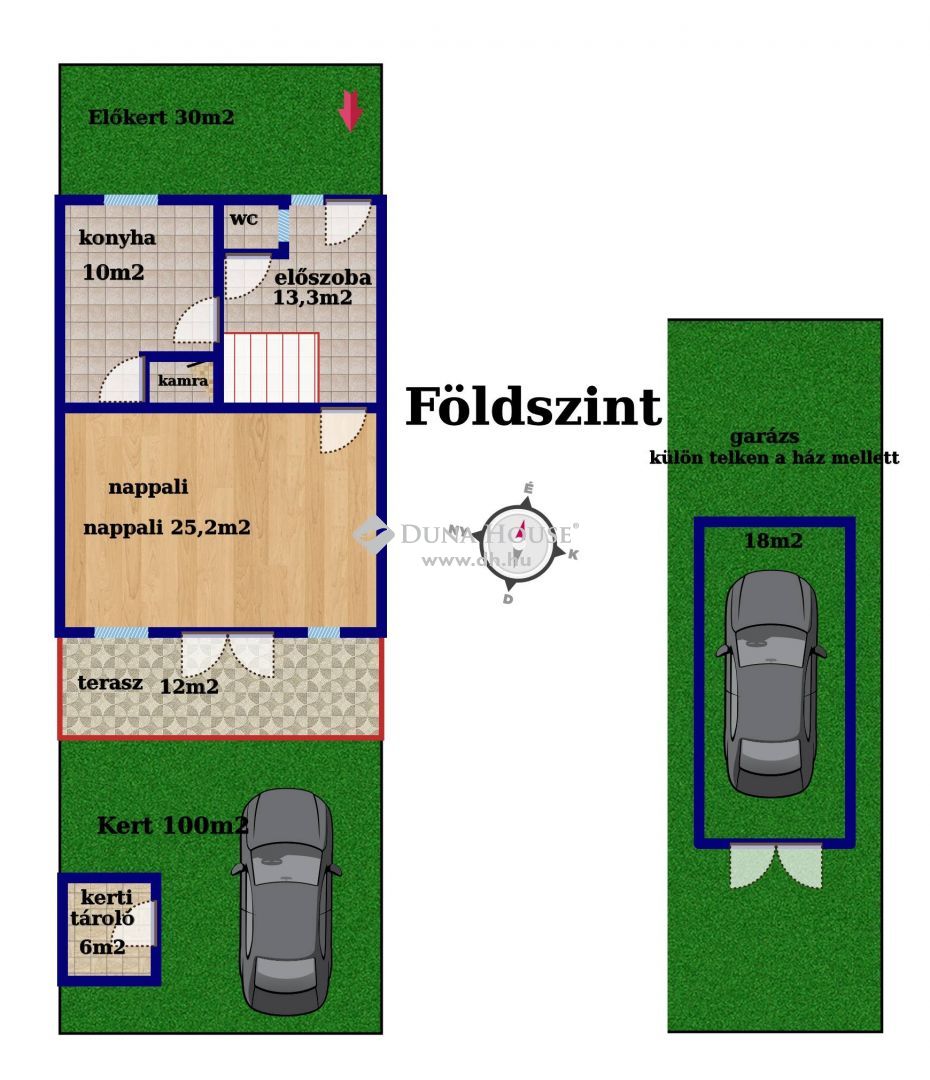 Előkert 30m2
wc
konyha
10m2
előszoba
13,3m2
kamra
Földszint
garázs
külön telken a ház mellett
nappali
nappali 25,2m2
É
NY
K
D
DUNA HOUSE®
www.dh.hu
18m2
terasz 12m2
Kert 100m2
kerti
tároló
6m2